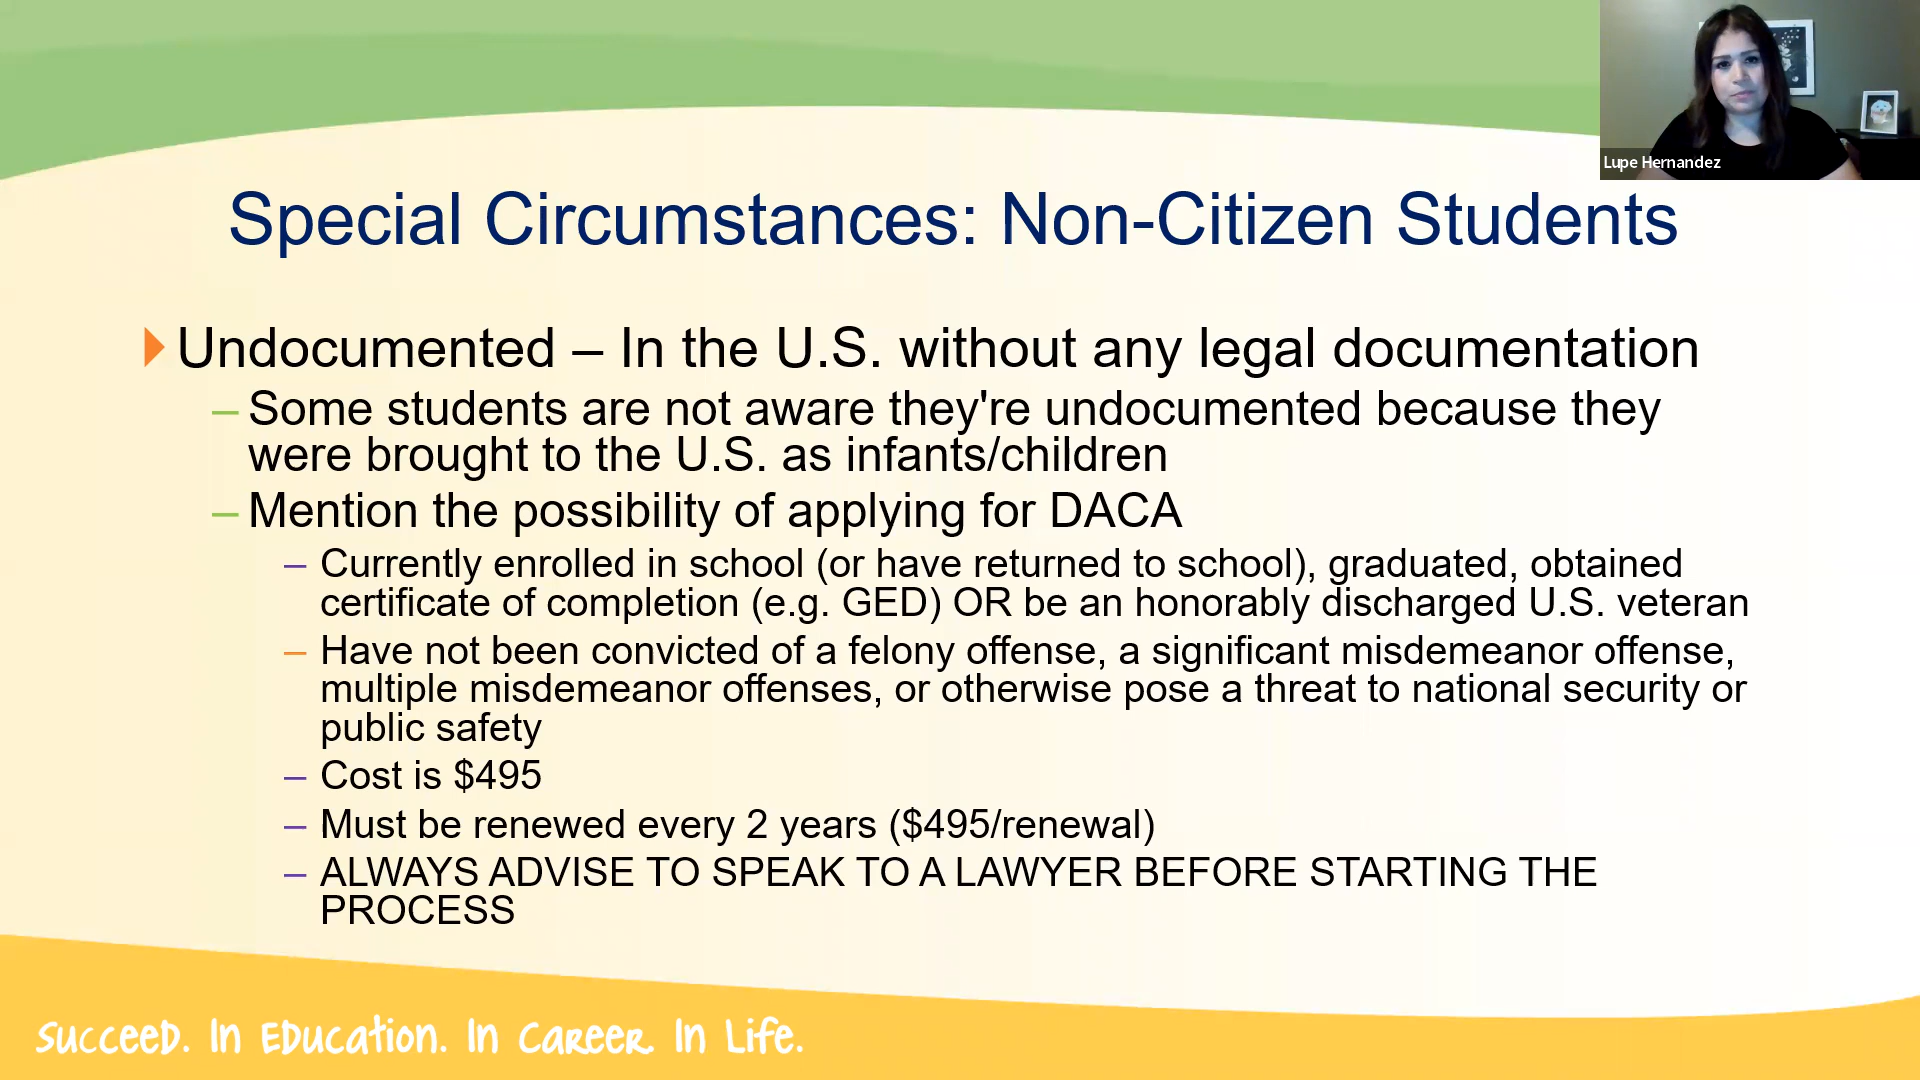 Lupe Hernandez
Special Circumstances: Non-Citizen Students
Undocumented – In the U.S. without any legal documentation
– Some students are not aware they're undocumented because they
were brought to the U.S. as infants/children
– Mention the possibility of applying for DACA
– Currently enrolled in school (or have returned to school), graduated, obtained
certificate of completion (e.g. GED) OR be an honorably discharged U.S. veteran
– Have not been convicted of a felony offense, a significant misdemeanor offense,
multiple misdemeanor offenses, or otherwise pose a threat to national security or
public safety
– Cost is $495
– Must be renewed every 2 years ($495/renewal)
– ALWAYS ADVISE TO SPEAK TO A LAWYER BEFORE STARTING THE
PROCESS
Succeed. In Education. In Career. In Life.